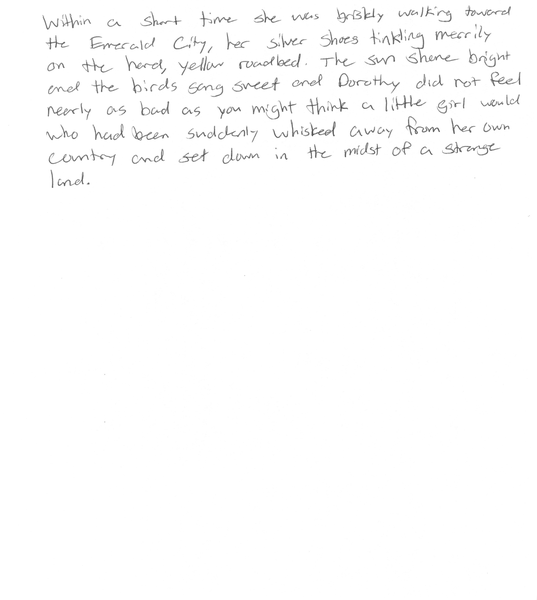 Within a short time she was briskly walking toward
the Emerald City, her silver shoes tinkling merrily
on the hard, yellow roadbed. The sun shone bright
and the birds sang sweet and Dorothy did not feel
nearly as bad as you might think a little girl would
who had been suddenly whisked away from her own
country and set down in the midst of a strange
land.